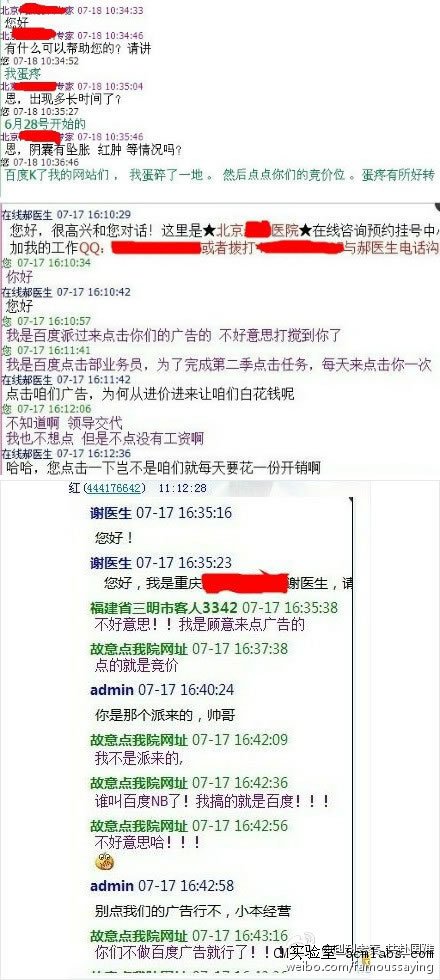 北京 专家 07-18 10:34:33
您好
北京 专家 07-18 10:34:46
有什么可以帮助您的？请讲
您 07-18 10:34:52
我蛋疼
北京 专家 07-18 10:35:04
恩，出现多长时间了？
您 07-18 10:35:27
6月28号开始的
北京 专家 07-18 10:35:46
恩，阴囊有坠胀 红肿 等情况吗？
您 07-18 10:36:46
百度K了我的网站们 ， 我蛋碎了一地 。 然后点点你们的竞价位 。蛋疼有所好转
在线郝医生 07-17 16:10:29
您好，很高兴和您对话！这里是★北京 医院★在线咨询预约挂号中
加我的工作QQ： 或者拨打 与郝医生电话沟
您 07-17 16:10:34
你好
在线郝医生 07-17 16:10:42
您好
您 07-17 16:10:57
我是百度派过来点击你们的广告的 不好意思打搅到你了
您 07-17 16:11:41
我是百度点击部业务员，为了完成第二季点击任务，每天来点击你一次
在线郝医生 07-17 16:11:42
点击咱们广告，为何从进价进来让咱们白花钱呢
您 07-17 16:12:06
不知道啊 领导交代
我也不想点 但是不点没有工资啊
在线郝医生 07-17 16:12:36
哈哈，您点击一下岂不是咱们就每天要花一份开销啊
红 (444176642) 11:12:28
谢医生 07-17 16:35:16
您好！
谢医生 07-17 16:35:23
您好，我是重庆 谢医生，请
福建省三明市客人3342 07-17 16:35:38
不好意思！！我是顾意来点广告的
故意点我院网址 07-17 16:37:38
点的就是竞价
admin 07-17 16:40:24
你是那个派来的，帅哥
故意点我院网址 07-17 16:42:09
我不是派来的,
故意点我院网址 07-17 16:42:36
谁叫百度NB了！我搞的就是百度！！！
故意点我院网址 07-17 16:42:56
不好意思哈！！！
admin 07-17 16:42:58
别点我们的广告行不，小本经营
故意点我院网址 07-17 16:43:16
你们不做百度广告就行了！！
M实验室-acmlabs.com
weibo.com/famoussaying